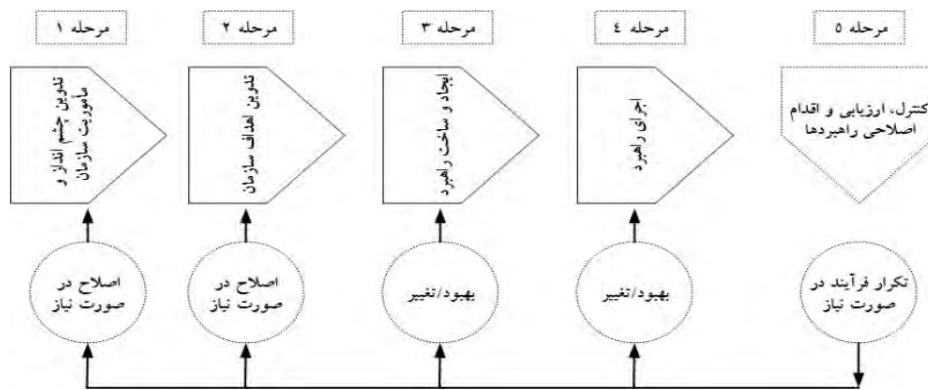 مرحله ۱
مرحله ۲
مرحله ۳
مرحله ٤
مرحله ٥
تدوین چشم انداز و
مأموریت سازمان
تدوین اهداف سازمان
ایجاد و ساخت راهبرد
اجرای راهبرد
کنترل، ارزیابی و اقدام
اصلاحی راهبردها
اصلاح در
صورت نیاز
اصلاح در
صورت نیاز
بهبود/تغییر
بهبود/تغییر
تکرار فرآیند در
صورت نیاز